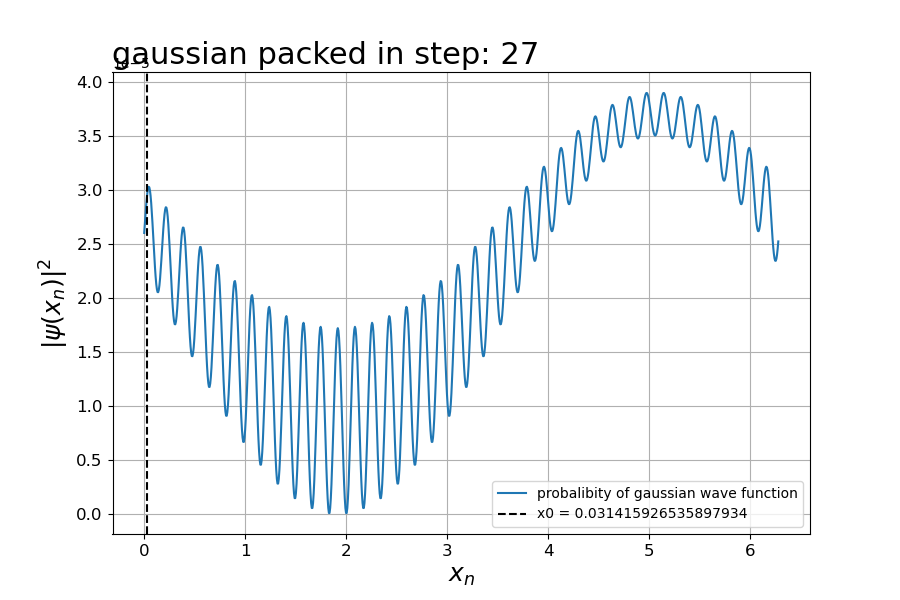 gaussian packed in step: 27
1e−5
4.0
3.5
3.0
2.5
2.0
1.5
1.0
0.5
0.0
|ψ(xₙ)|²
probalibity of gaussian wave function
x0 = 0.031415926535897934
0 1 2 3 4 5 6
xₙ